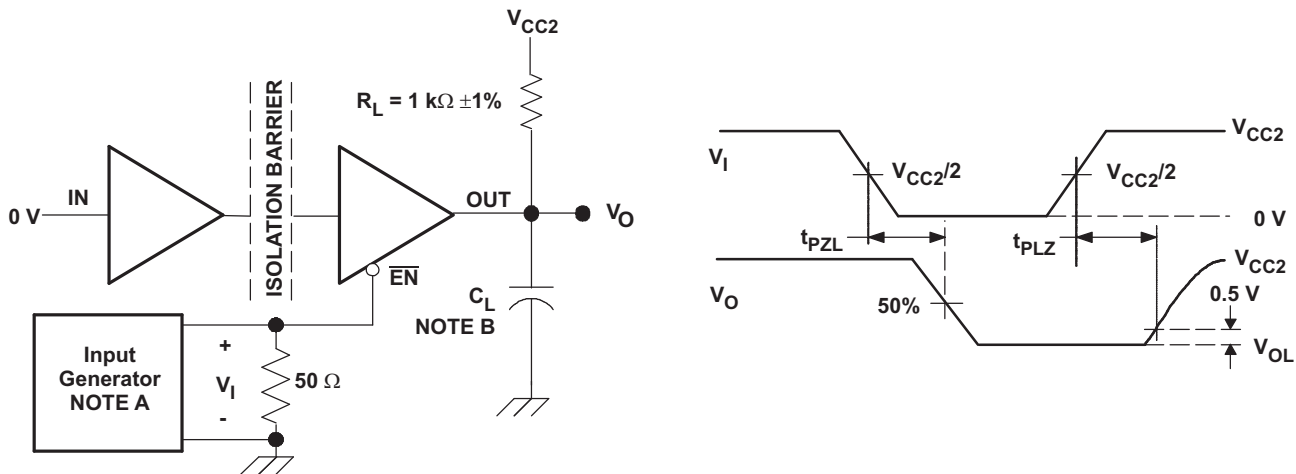 VCC2
RL = 1 kΩ ±1%
ISOLATION BARRIER
IN
0 V
OUT
VO
EN
CL
NOTE B
Input
Generator
NOTE A
+
VI
-
50 Ω
VI
VCC2
VCC2/2
VCC2/2
0 V
tPZL
tPLZ
VO
VCC2
50%
0.5 V
VOL